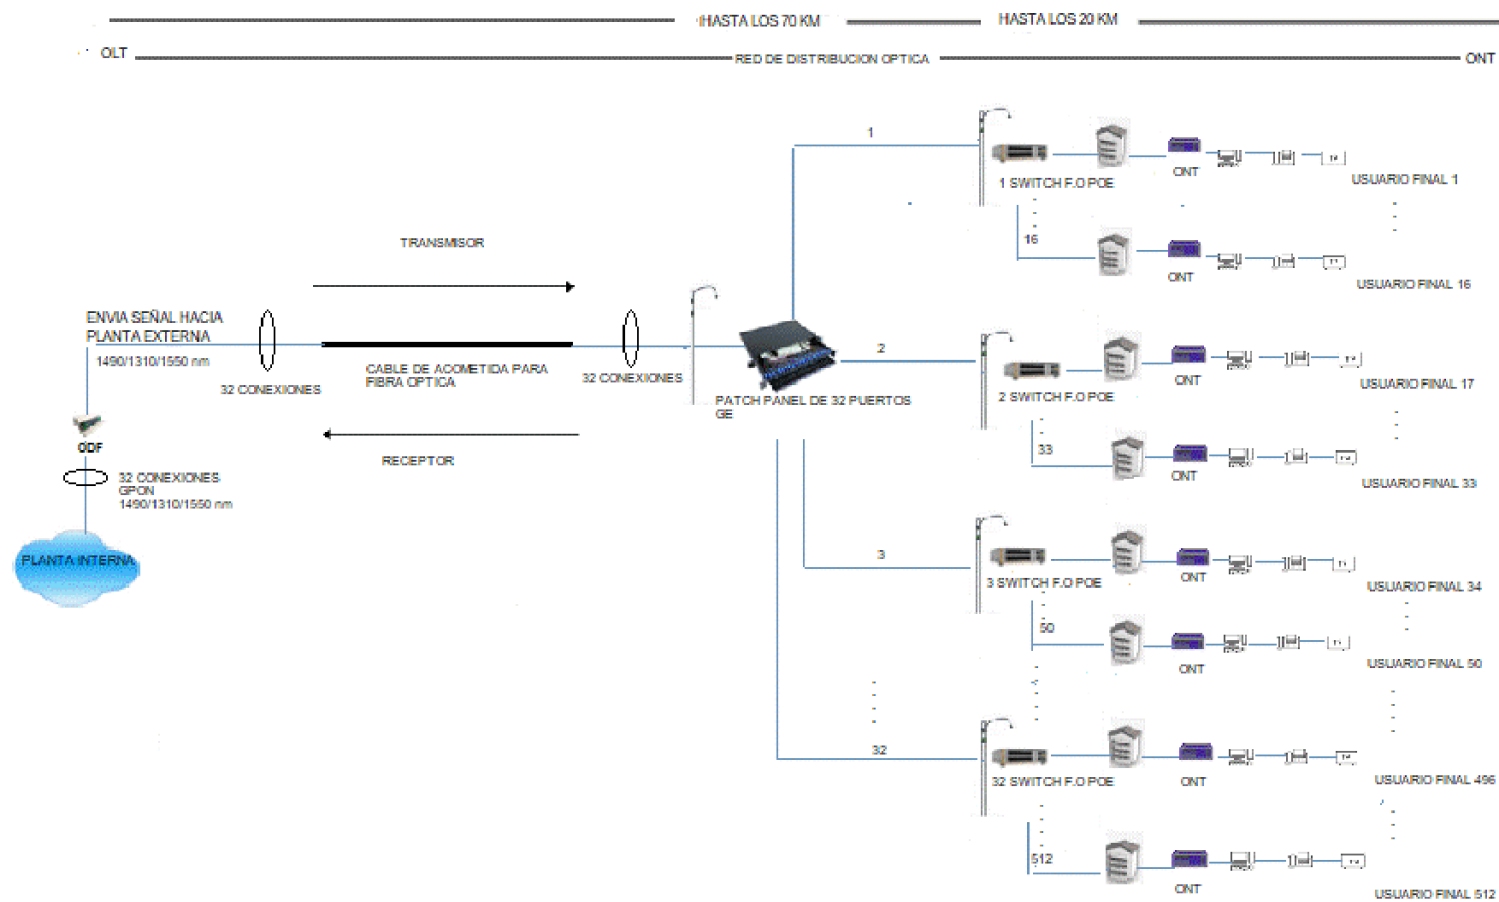 HASTA LOS 70 KM
HASTA LOS 20 KM
OLT
RED DE DISTRIBUCION OPTICA
ONT
1
1 SWITCH F.O POE
ONT
USUARIO FINAL 1
16
ONT
USUARIO FINAL 16
TRANSMISOR
ENVIA SEÑAL HACIA
PLANTA EXTERNA
1490/1310/1550 nm
32 CONEXIONES
CABLE DE ACOMETIDA PARA
FIBRA OPTICA
32 CONEXIONES
PATCH PANEL DE 32 PUERTOS
GE
RECEPTOR
ODF
32 CONEXIONES
GPON
1490/1310/1550 nm
PLANTA INTERNA
2
2 SWITCH F.O POE
ONT
USUARIO FINAL 17
33
ONT
USUARIO FINAL 33
3
3 SWITCH F.O POE
ONT
USUARIO FINAL 34
50
ONT
USUARIO FINAL 50
32
32 SWITCH F.O POE
ONT
USUARIO FINAL 496
512
ONT
USUARIO FINAL 512